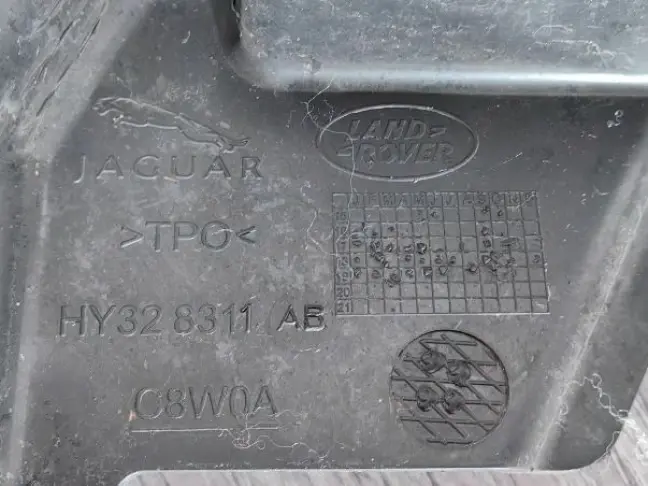 JAGUAR
LAND-
-ROVER
>TPO<
J F M A M J J A S O N D
HY32 8311 AB
C8W0A